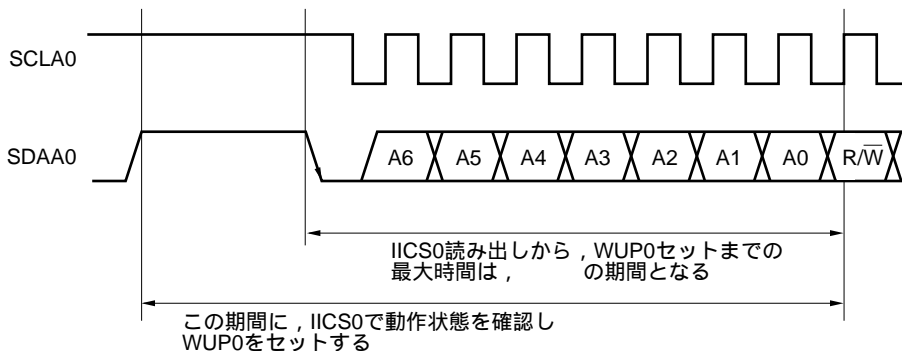 SCLA0
SDAA0
A6 A5 A4 A3 A2 A1 A0 R/W̅
IICS0読み出しから，WUP0セットまでの
最大時間は，　　　の期間となる
この期間に，IICS0で動作状態を確認し
WUP0をセットする